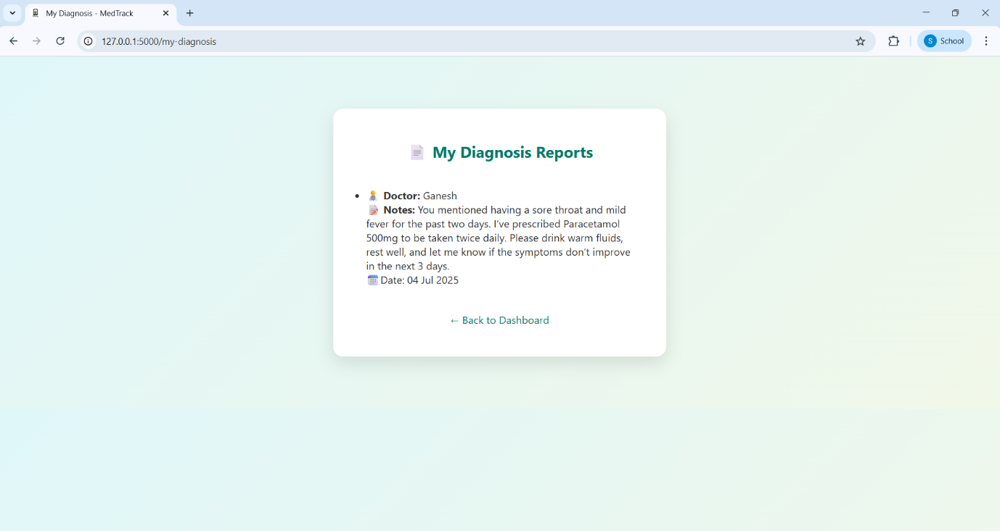 My Diagnosis - MedTrack
127.0.0.1:5000/my-diagnosis
S School
My Diagnosis Reports
Doctor: Ganesh
Notes: You mentioned having a sore throat and mild
fever for the past two days. I’ve prescribed Paracetamol
500mg to be taken twice daily. Please drink warm fluids,
rest well, and let me know if the symptoms don’t improve
in the next 3 days.
Date: 04 Jul 2025
← Back to Dashboard